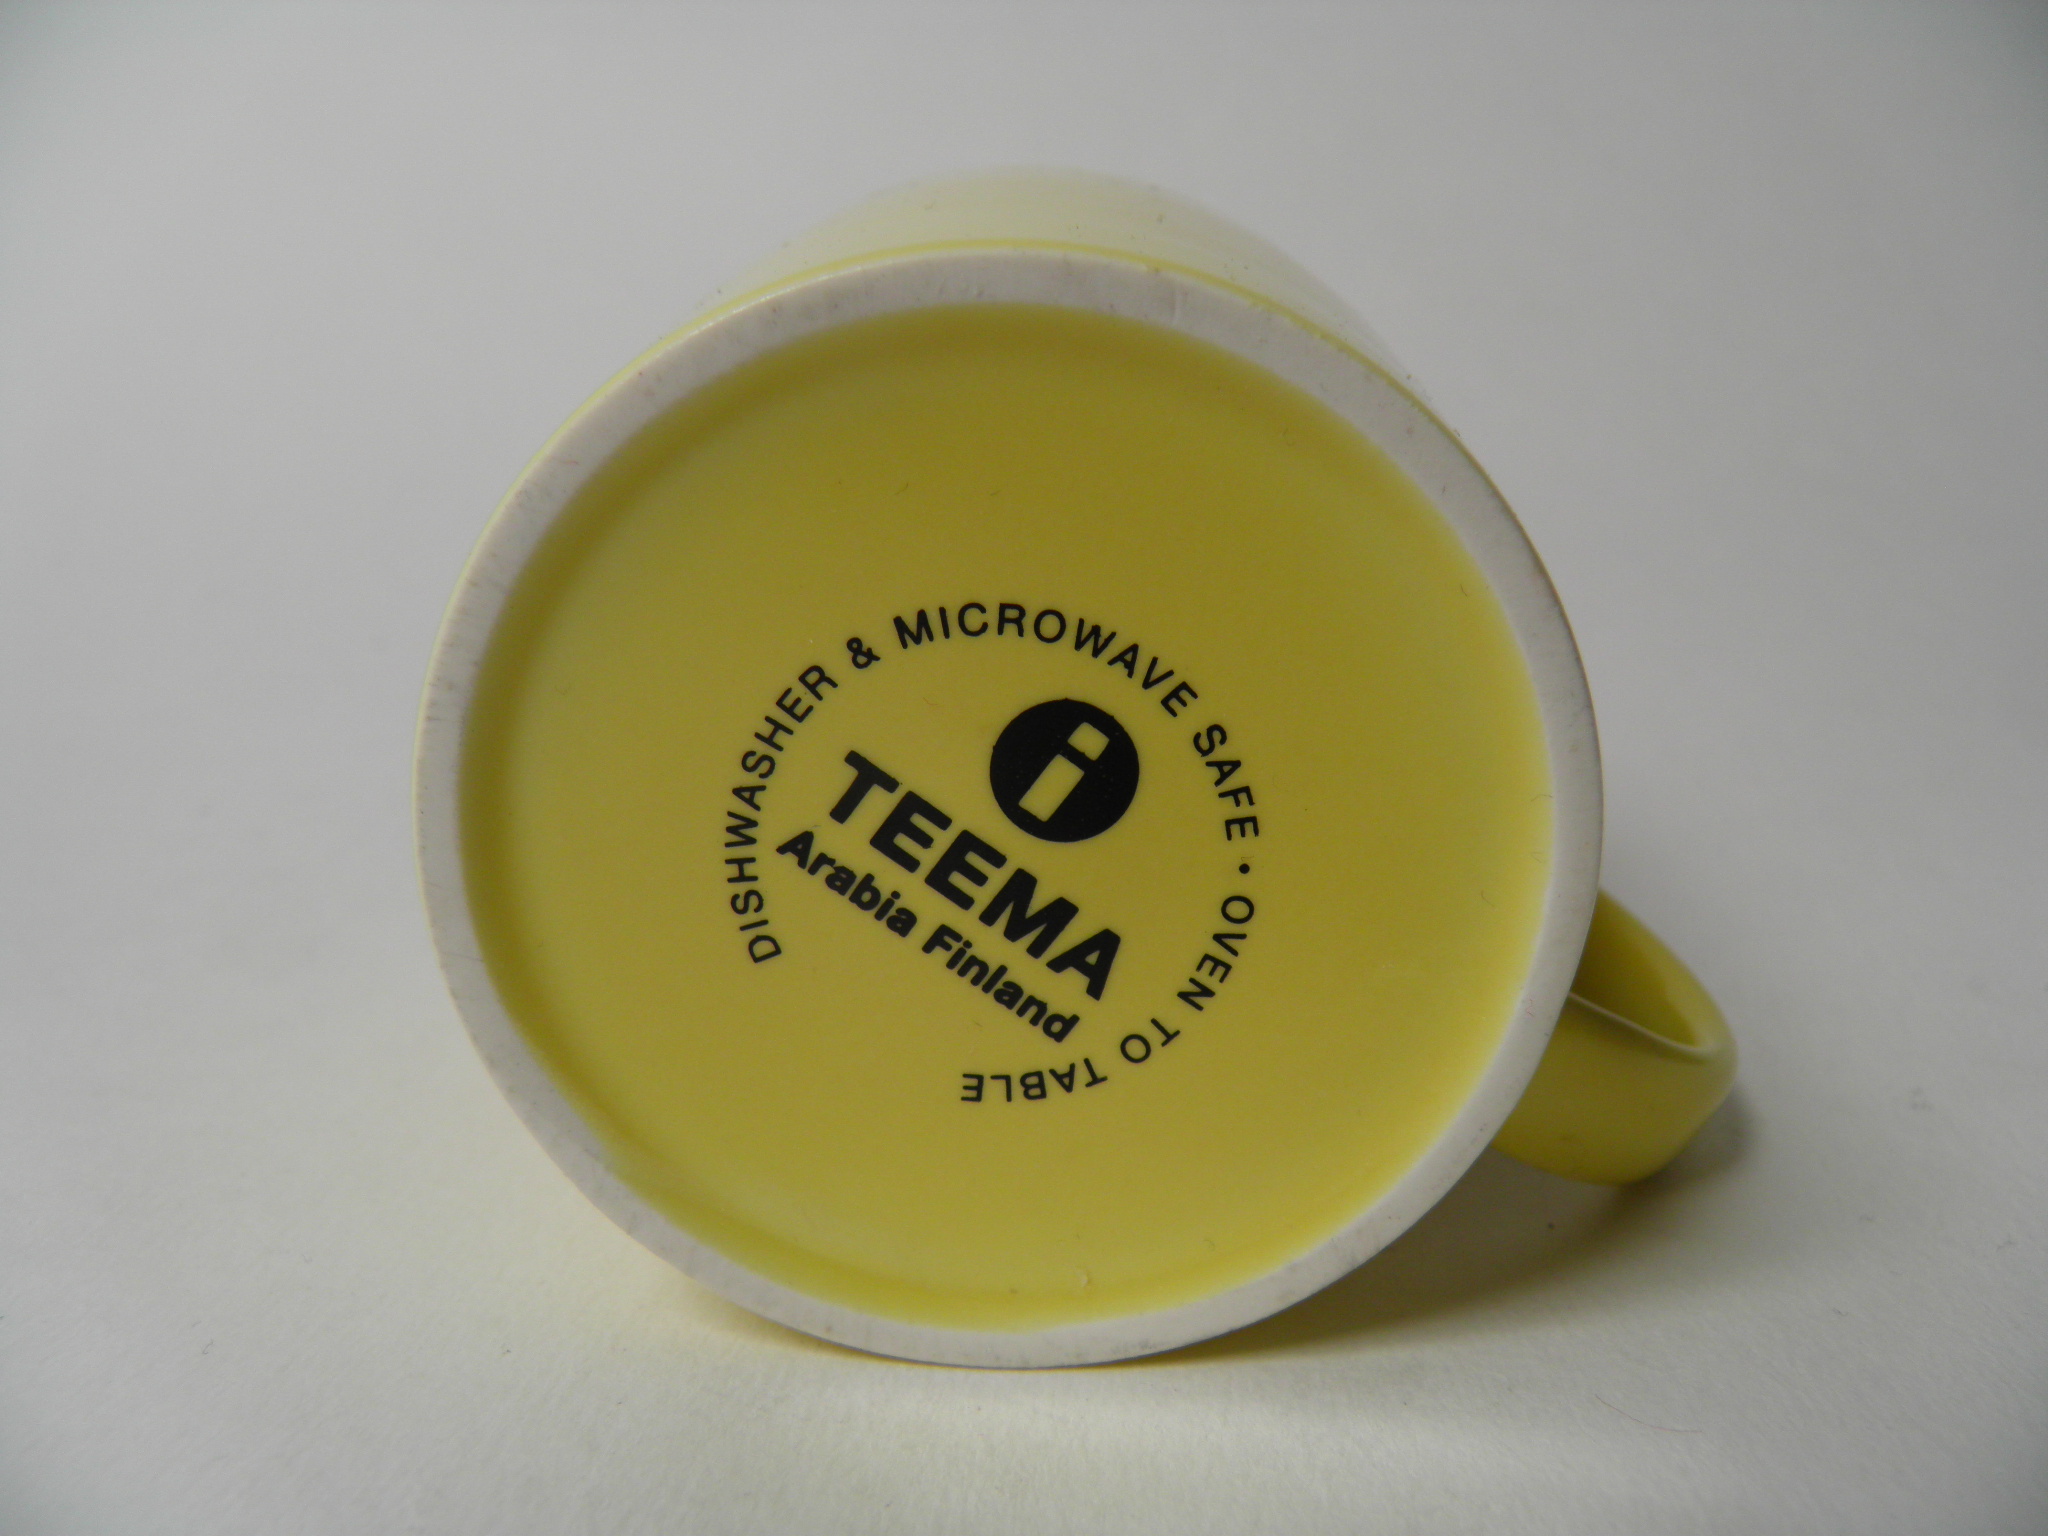 DISHWASHER & MICROWAVE SAFE • OVEN TO TABLE
i
TEEMA
Arabia Finland